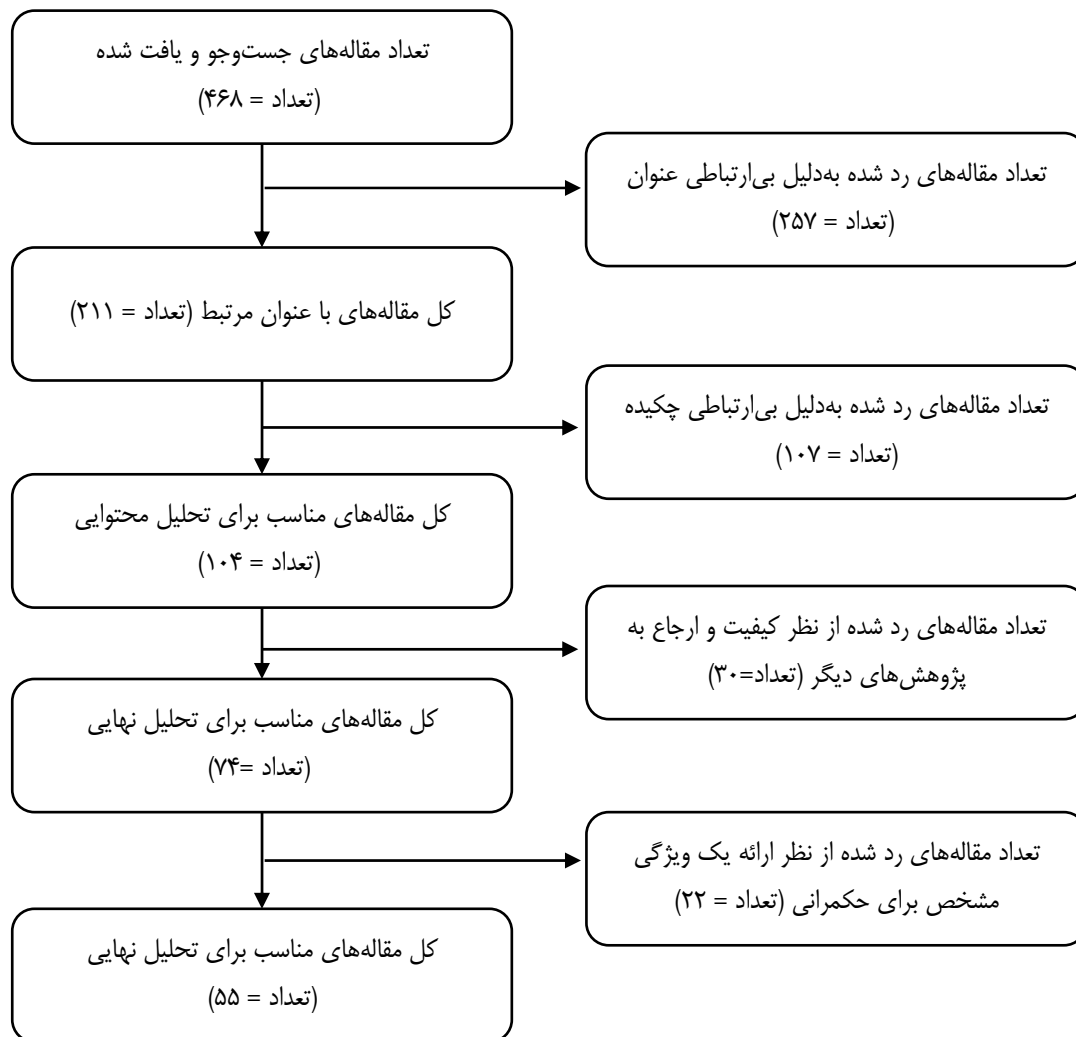 تعداد مقاله‌های جست‌وجو و یافت شده
(تعداد = ۴۶۸)
تعداد مقاله‌های رد شده به‌دلیل بی‌ارتباطی عنوان
(تعداد = ۲۵۷)
کل مقاله‌های با عنوان مرتبط (تعداد = ۲۱۱)
تعداد مقاله‌های رد شده به‌دلیل بی‌ارتباطی چکیده
(تعداد = ۱۰۷)
کل مقاله‌های مناسب برای تحلیل محتوایی
(تعداد = ۱۰۴)
تعداد مقاله‌های رد شده از نظر کیفیت و ارجاع به
پژوهش‌های دیگر (تعداد=۳۰)
کل مقاله‌های مناسب برای تحلیل نهایی
(تعداد =۷۴)
تعداد مقاله‌های رد شده از نظر ارائه یک ویژگی
مشخص برای حکمرانی (تعداد = ۲۲)
کل مقاله‌های مناسب برای تحلیل نهایی
(تعداد = ۵۵)